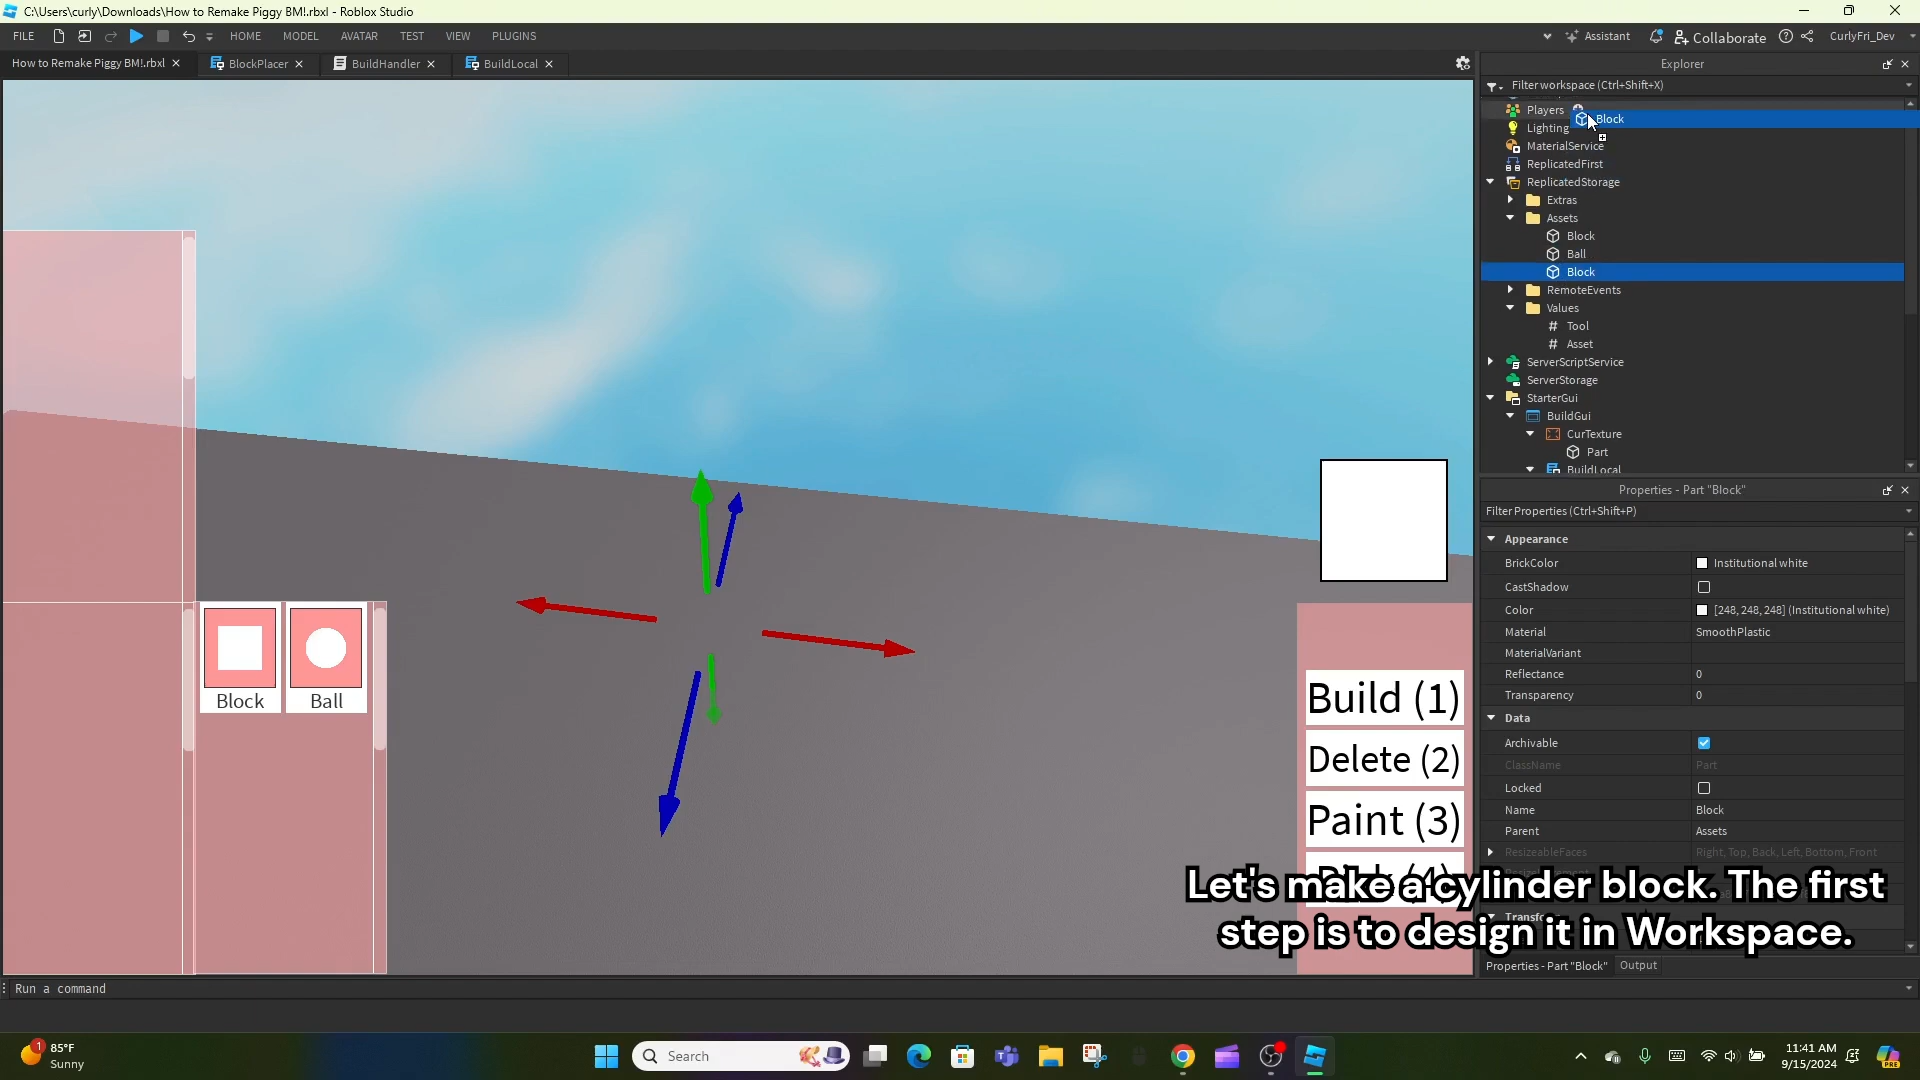 C:\Users\curly\Downloads\How to Remake Piggy BM!.rbxl - Roblox Studio
FILE HOME MODEL AVATAR TEST VIEW PLUGINS Assistant Collaborate CurlyFri_Dev
How to Remake Piggy BM!.rbxl BlockPlacer BuildHandler BuildLocal
Explorer
Filter workspace (Ctrl+Shift+X)
Players
Block
Lighting
MaterialService
ReplicatedFirst
ReplicatedStorage
Extras
Assets
Block
Ball
Block
RemoteEvents
Values
# Tool
# Asset
ServerScriptService
ServerStorage
StarterGui
BuildGui
CurTexture
Part
BuildLocal
Properties - Part "Block"
Filter Properties (Ctrl+Shift+P)
Appearance
BrickColor Institutional white
CastShadow
Color [248, 248, 248] (Institutional white)
Material SmoothPlastic
MaterialVariant
Reflectance 0
Transparency 0
Data
Archivable
ClassName Part
Locked
Name Block
Parent Assets
ResizeableFaces Right, Top, Back, Left, Bottom, Front
Properties - Part "Block" Output
Block Ball
Build (1)
Delete (2)
Paint (3)
Let's make a cylinder block. The first
step is to design it in Workspace.
Run a command
1
85°F
Sunny
Search
11:41 AM
9/15/2024
PRE